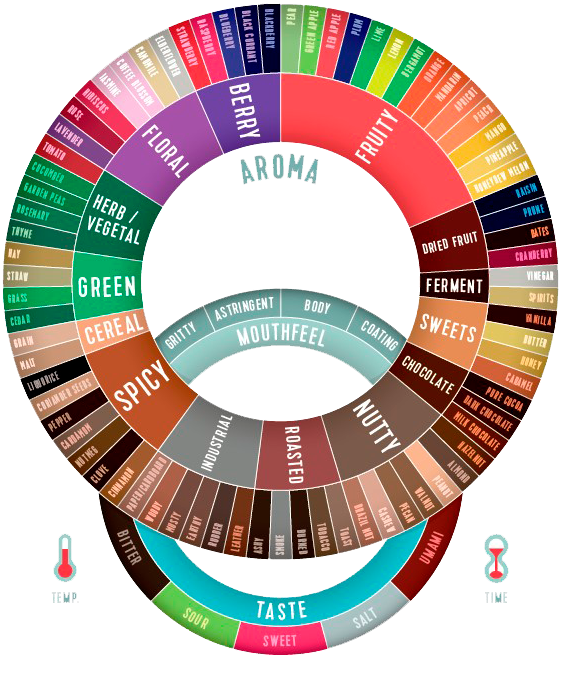 AROMA
FRUITY
PEAR
GREEN APPLE
RED APPLE
PLUM
LIME
LEMON
BERGAMOT
ORANGE
MANDARIN
APRICOT
PEACH
MANGO
PINEAPPLE
HONEYDEW MELON
DRIED FRUIT
RAISIN
PRUNE
DATES
CRANBERRY
FERMENT
VINEGAR
SPIRITS
SWEETS
VANILLA
BUTTER
HONEY
CARAMEL
CHOCOLATE
PURE COCOA
DARK CHOCOLATE
MILK CHOCOLATE
NUTTY
HAZELNUT
ALMOND
PEANUT
WALNUT
PECAN
CASHEW
BRAZIL NUT
ROASTED
TOAST
TOBACCO
BURNED
SMOKE
INDUSTRIAL
ASHY
LEATHER
RUBBER
EARTHY
MUSTY
WOODY
PAPER/CARDBOARD
SPICY
CINNAMON
CLOVE
NUTMEG
CARDAMOM
PEPPER
CORIANDER SEEDS
LIQUORICE
CEREAL
MALT
GRAIN
GREEN
CEDAR
GRASS
STRAW
HAY
HERB /
VEGETAL
THYME
ROSEMARY
GARDEN PEAS
CUCUMBER
TOMATO
FLORAL
LAVENDER
ROSE
HIBISCUS
JASMINE
COFFEE BLOSSOM
CAMOMILE
ELDERFLOWER
BERRY
STRAWBERRY
RASPBERRY
BLUEBERRY
BLACK CURRANT
BLACKBERRY
MOUTHFEEL
GRITTY
ASTRINGENT
BODY
COATING
TASTE
BITTER
SOUR
SWEET
SALT
UMAMI
TEMP.
TIME